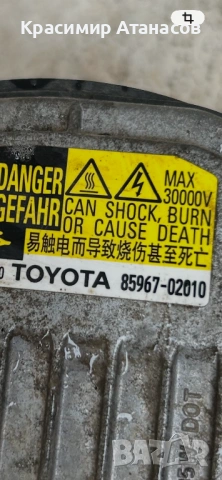 Красимир Атанасов
DANGER
GEFAHR
MAX
30000V
CAN SHOCK, BURN
OR CAUSE DEATH
易触电而导致烧伤甚至死亡
TOYOTA 85967-02010
DOT
bazar